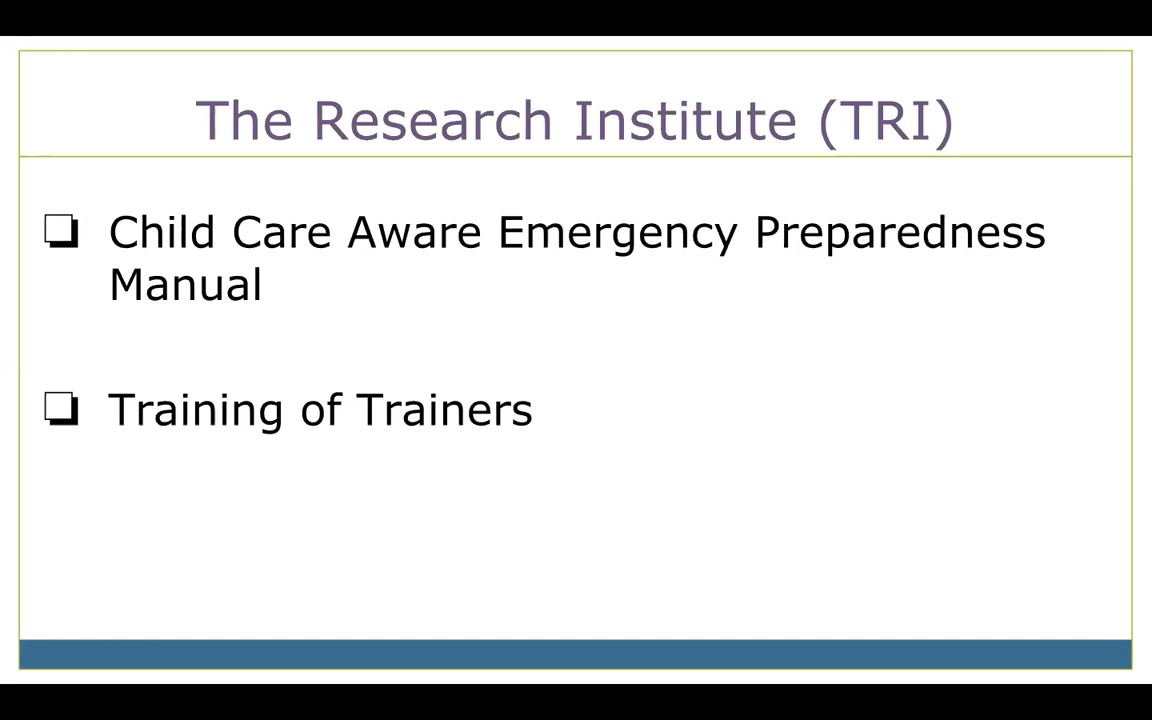 The Research Institute (TRI)
❏ Child Care Aware Emergency Preparedness
Manual
❏ Training of Trainers